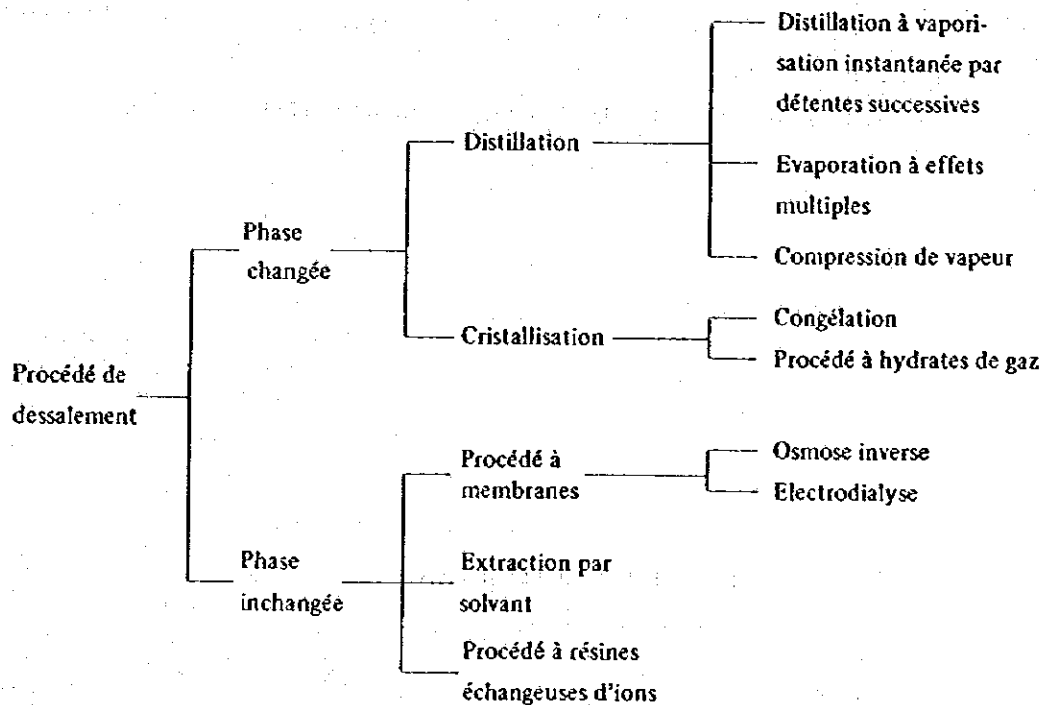 Procédé de
dessalement
Phase
changée
Distillation
Distillation à vapori-
sation instantanée par
détentes successives
Evaporation à effets
multiples
Compression de vapeur
Cristallisation
Congélation
Procédé à hydrates de gaz
Phase
inchangée
Procédé à
membranes
Osmose inverse
Electrodialyse
Extraction par
solvant
Procédé à résines
échangeuses d'ions